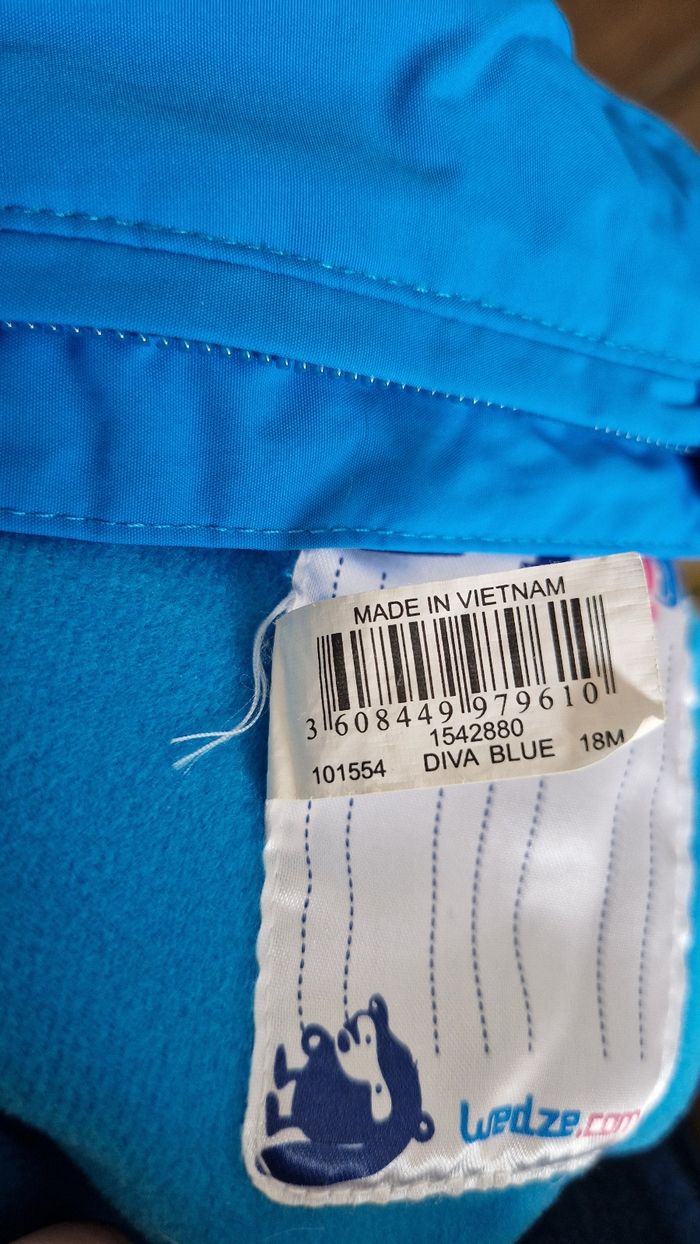 MADE IN VIETNAM
3 608449 979610
1542880
101554 DIVA BLUE 18M
wedze.com